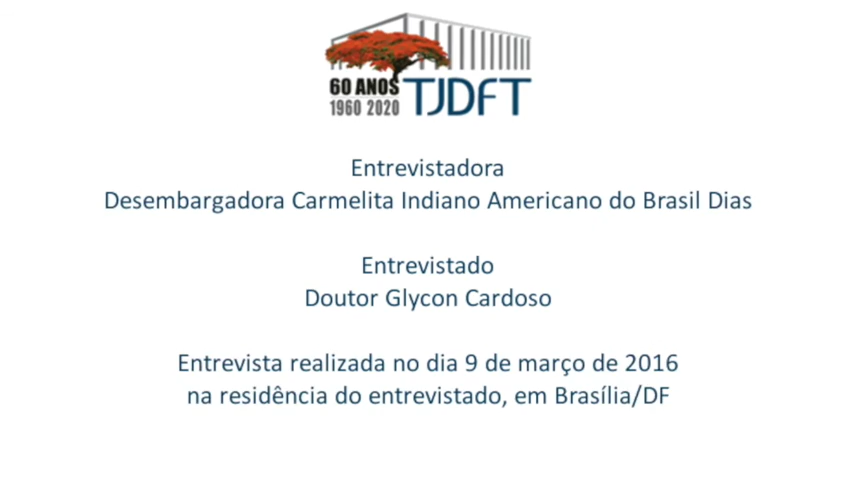 60 ANOS
1960 2020
TJDFT
Entrevistadora
Desembargadora Carmelita Indiano Americano do Brasil Dias
Entrevistado
Doutor Glycon Cardoso
Entrevista realizada no dia 9 de março de 2016
na residência do entrevistado, em Brasília/DF